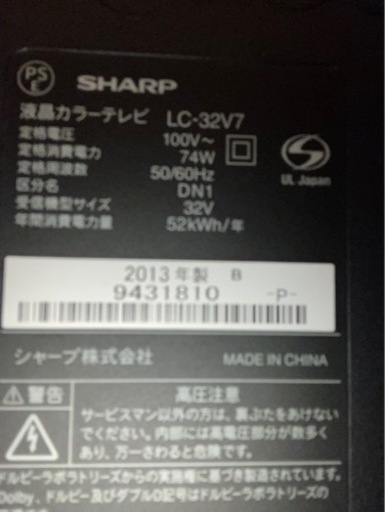 PS
E
SHARP
液晶カラーテレビ LC-32V7
定格電圧 100V～
定格消費電力 74W
定格周波数 50/60Hz
区分名 DN1
受信機型サイズ 32V
年間消費電力量 52kWh/年
UL Japan
2013年製 B
9431810 -P-
シャープ株式会社 MADE IN CHINA
警告 高圧注意
サービスマン以外の方は、裏ぶたをあけない
でください。内部には高電圧部分が数多く
あり、万一さわると危険です。
ドルビーラボラトリーズからの実施権に基づき製造されています。
Dolby、ドルビー及びダブルD記号はドルビーラボラトリーズの